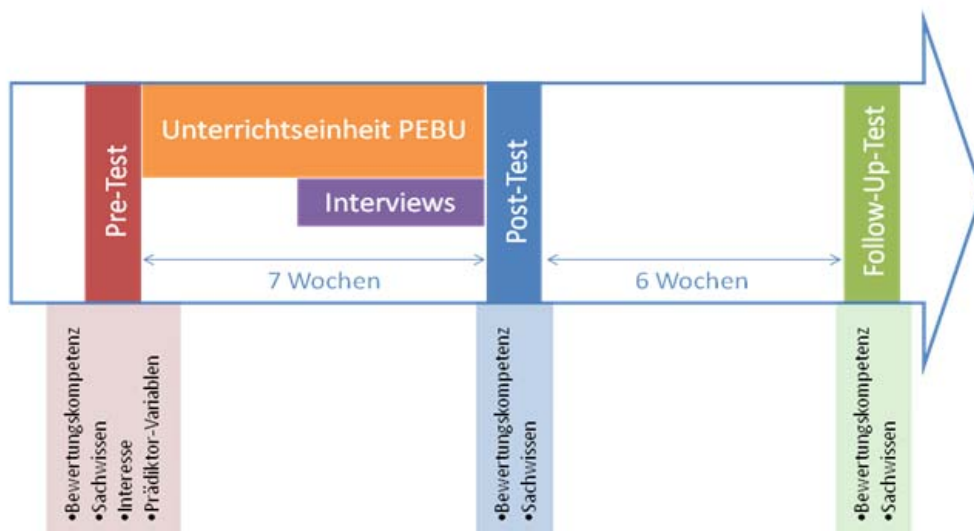 Pre-Test
Unterrichtseinheit PEBU
Interviews
7 Wochen
Post-Test
6 Wochen
Follow-Up-Test
•Bewertungskompetenz
•Sachwissen
•Interesse
•Prädiktor-Variablen
•Bewertungskompetenz
•Sachwissen
•Bewertungskompetenz
•Sachwissen